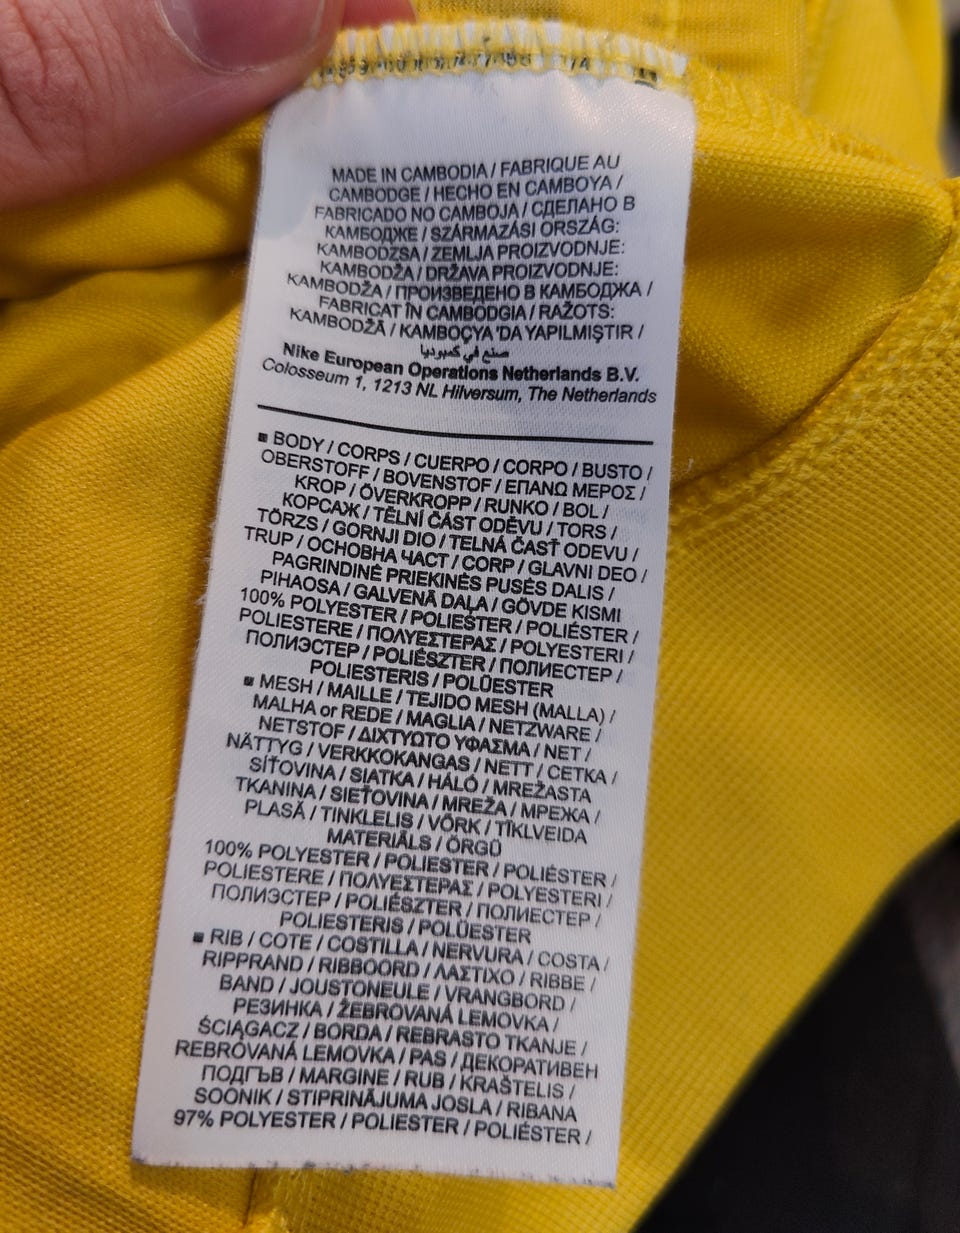 MADE IN CAMBODIA / FABRIQUE AU
CAMBODGE / HECHO EN CAMBOYA /
FABRICADO NO CAMBOJA / СДЕЛАНО В
КАМБОДЖЕ / SZÁRMAZÁSI ORSZÁG:
KAMBODZSA / ZEMLJA PROIZVODNJE:
KAMBODŽA / DRŽAVA PROIZVODNJE:
KAMBODŽA / ПРОИЗВЕДЕНО В КАМБОДЖА /
FABRICAT ÎN CAMBODGIA / RAŽOTS:
KAMBODŽĀ / KAMBOÇYA 'DA YAPILMIŞTIR /
صنع في كمبوديا
Nike European Operations Netherlands B.V.
Colosseum 1, 1213 NL Hilversum, The Netherlands
■ BODY / CORPS / CUERPO / CORPO / BUSTO /
OBERSTOFF / BOVENSTOF / ΕΠΑΝΩ ΜΕΡΟΣ /
KROP / ÖVERKROPP / RUNKO / BOL /
КОРСАЖ / TĚLNÍ ČÁST ODĚVU / TORS /
TÖRZS / GORNJI DIO / TELNÁ ČASŤ ODEVU /
TRUP / ОСНОВНА ЧАСТ / CORP / GLAVNI DEO /
PAGRINDINĖ PRIEKINĖS PUSĖS DALIS /
PIHAOSA / GALVENĀ DAĻA / GÖVDE KISMI
100% POLYESTER / POLIESTER / POLIÉSTER /
POLIESTERE / ΠΟΛΥΕΣΤΕΡΑΣ / POLYESTERI /
ПОЛИЭСТЕР / POLIÉSZTER / ПОЛИЕСТЕР /
POLIESTERIS / POLÜESTER
■ MESH / MAILLE / TEJIDO MESH (MALLA) /
MALHA or REDE / MAGLIA / NETZWARE /
NETSTOF / ΔΙΧΤΥΩΤΟ ΥΦΑΣΜΑ / NET /
NÄTTYG / VERKKOKANGAS / NETT / СЕТКА /
SÍŤOVINA / SIATKA / HÁLÓ / MREŽASTA
TKANINA / SIEŤOVINA / MREŽA / МРЕЖА /
PLASĂ / TINKLELIS / VÕRK / TĪKLVEIDA
MATERIĀLS / ÖRGÜ
100% POLYESTER / POLIESTER / POLIÉSTER /
POLIESTERE / ΠΟΛΥΕΣΤΕΡΑΣ / POLYESTERI /
ПОЛИЭСТЕР / POLIÉSZTER / ПОЛИЕСТЕР /
POLIESTERIS / POLÜESTER
■ RIB / COTE / COSTILLA / NERVURA / COSTA /
RIPPRAND / RIBBOORD / ΛΑΣΤΙΧΟ / RIBBE /
BAND / JOUSTONEULE / VRANGBORD /
РЕЗИНКА / ŽEBROVANÁ LEMOVKA /
ŚCIĄGACZ / BORDA / REBRASTO TKANJE /
REBROVANÁ LEMOVKA / PAS / ДЕКОРАТИВЕН
ПОДГЪВ / MARGINE / RUB / KRAŠTELIS /
SOONIK / STIPRINĀJUMA JOSLA / RIBANA
97% POLYESTER / POLIESTER / POLIÉSTER /